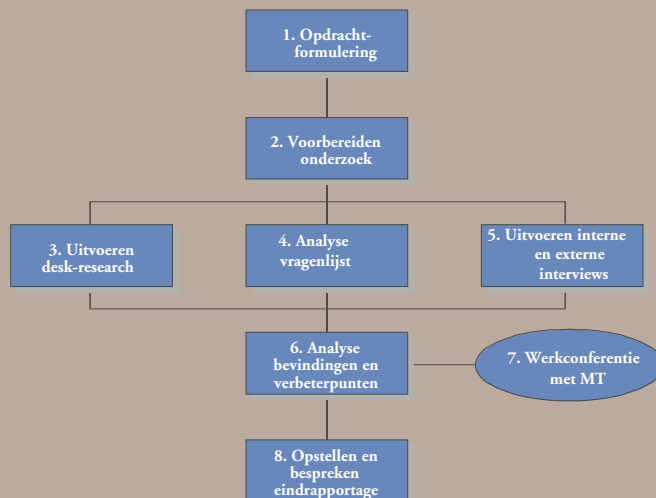 1. Opdracht-
formulering
2. Voorbereiden
onderzoek
3. Uitvoeren
desk-research
4. Analyse
vragenlijst
5. Uitvoeren interne
en externe
interviews
6. Analyse
bevindingen en
verbeterpunten
7. Werkconferentie
met MT
8. Opstellen en
bespreken
eindrapportage